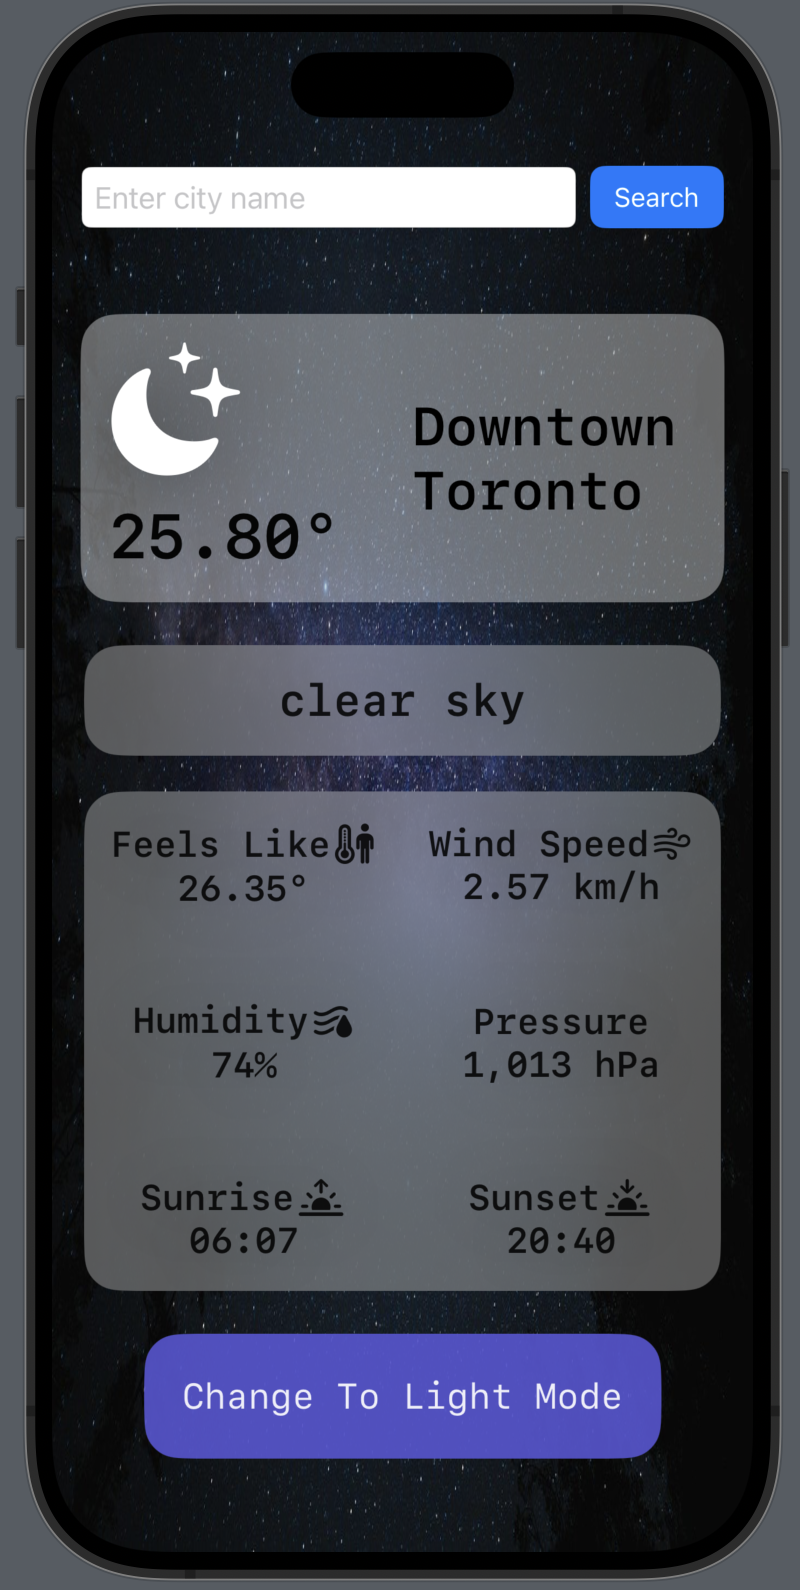 Enter city name
Search
25.80°
Downtown
Toronto
clear sky
Feels Like
26.35°
Wind Speed
2.57 km/h
Humidity
74%
Pressure
1,013 hPa
Sunrise
06:07
Sunset
20:40
Change To Light Mode